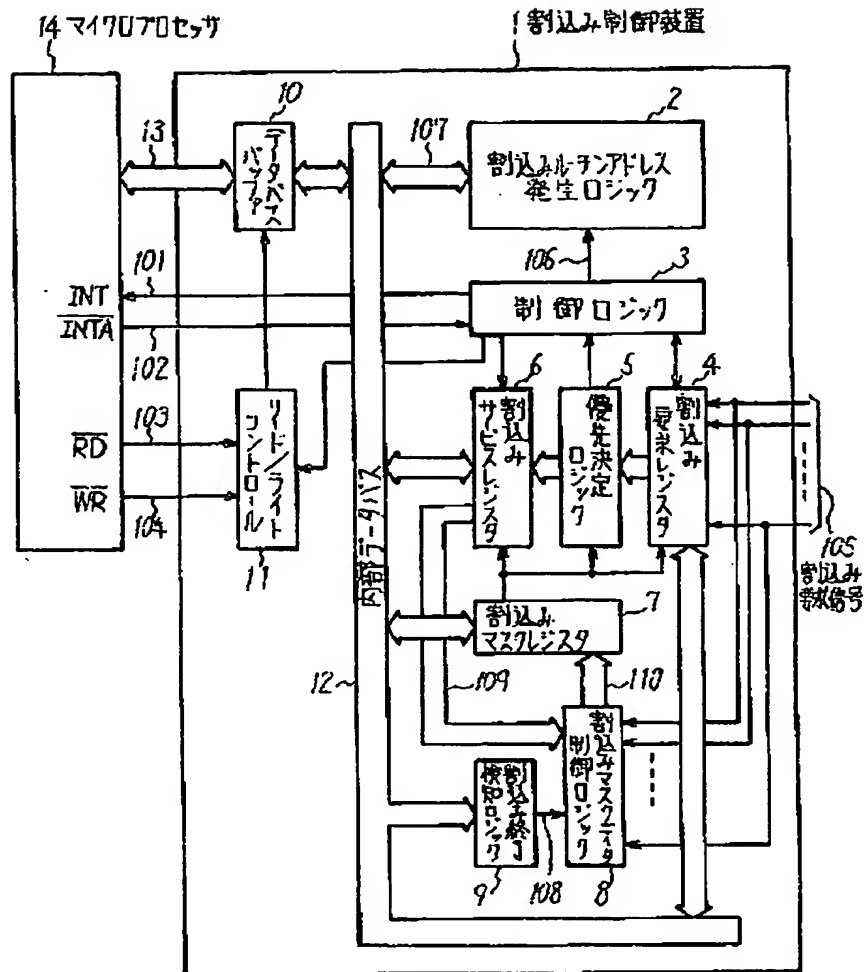 14 マイクロプロセッサ
1 割込み制御装置
10
データバス
バッファ
13
107
2
割込みルーチンアドレス
発生ロジック
106
3
制御ロジック
101
INT
INTA
102
6
割込み
サービスレジスタ
5
優先決定
ロジック
4
割込み
要求レジスタ
103
RD
WR
104
リード/ライト
コントロール
11
内部データバス
105
割込み
要求信号
7
割込み
マスクレジスタ
12
109
110
割込みマスクデータ
制御ロジック
8
割込み終了
検知ロジック
9
108